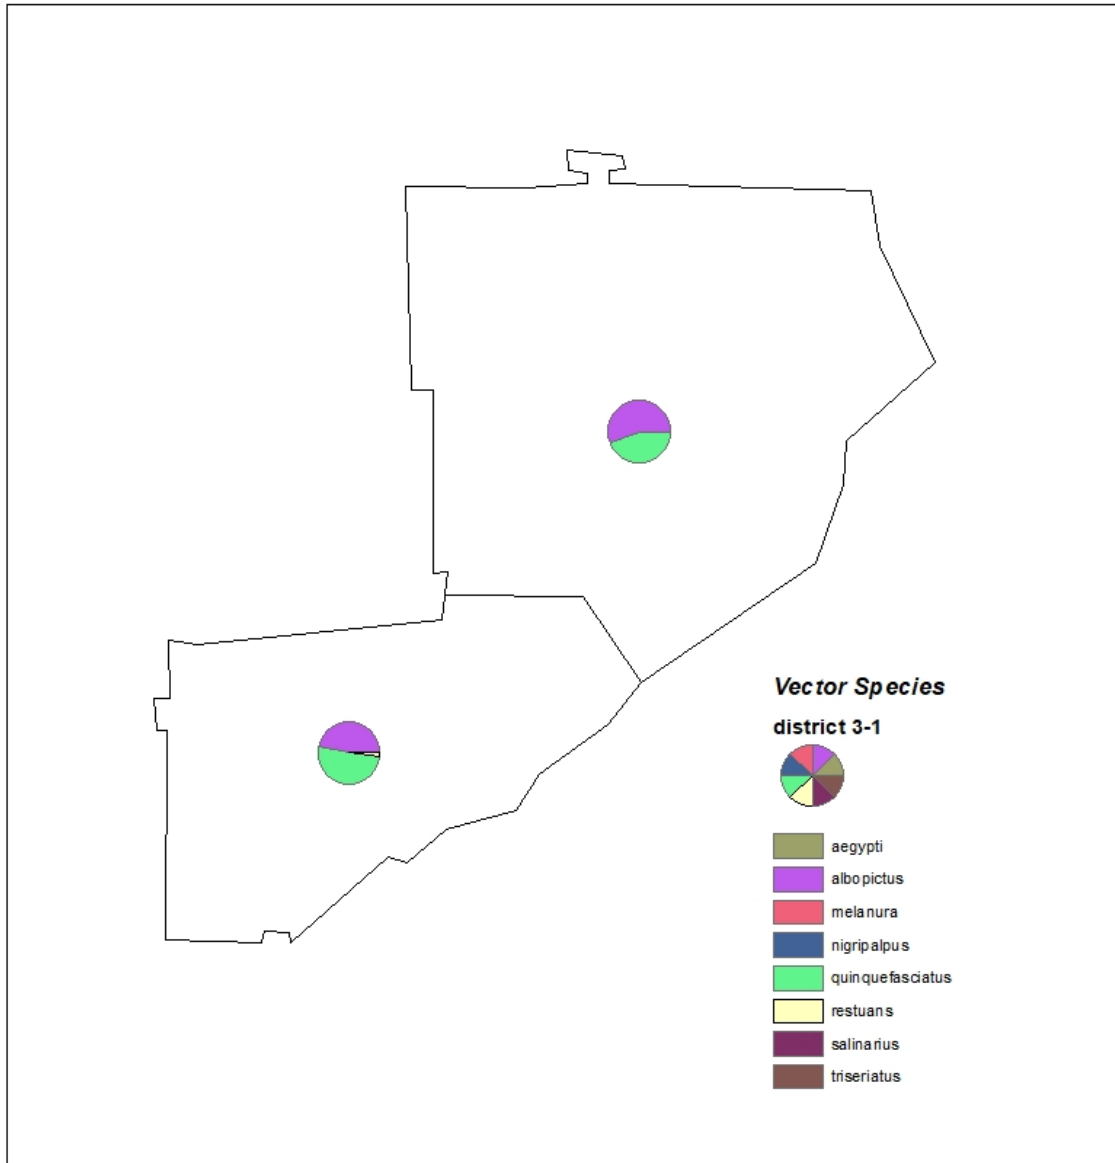 Vector Species
district 3-1
aegypti
albopictus
melanura
nigripalpus
quinquefasciatus
restuans
salinarius
triseriatus